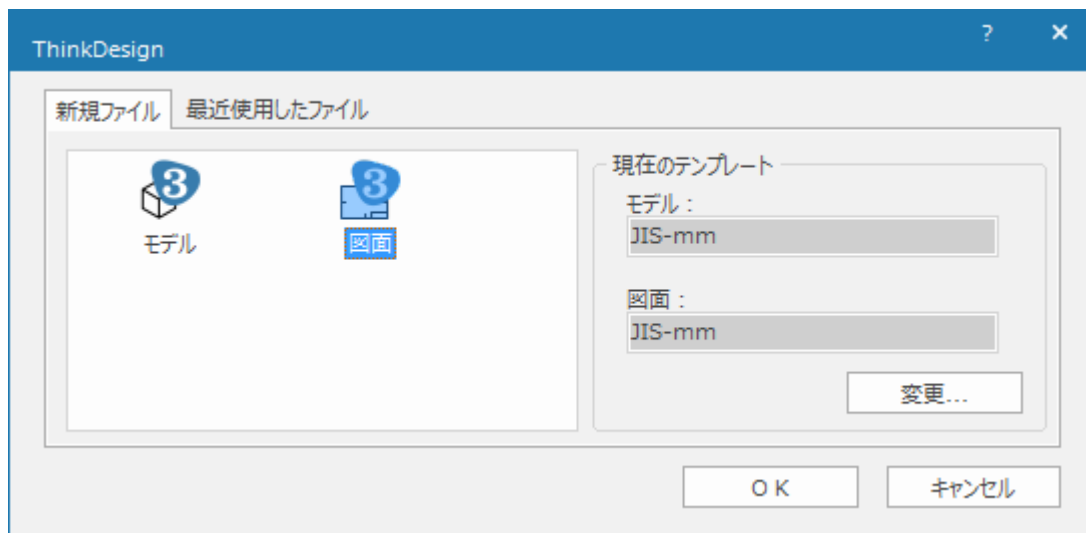 ThinkDesign
?
×
新規ファイル 最近使用したファイル
3 3
モデル 図面
現在のテンプレート
モデル :
JIS-mm
図面 :
JIS-mm
変更...
OK キャンセル